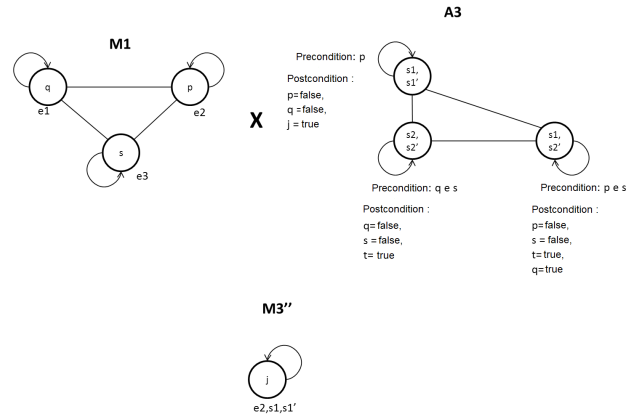 A3
M1
Precondition: p
q
p
s1,
s1'
e1
e2
Postcondition :
p=false,
q =false,
j = true
X
s
e3
s2,
s2'
s1,
s2'
Precondition: q e s
Precondition: p e s
Postcondition :
q= false,
s = false,
t= true
Postcondition :
p=false,
s = false,
t= true,
q=true
M3''
j
e2,s1,s1'